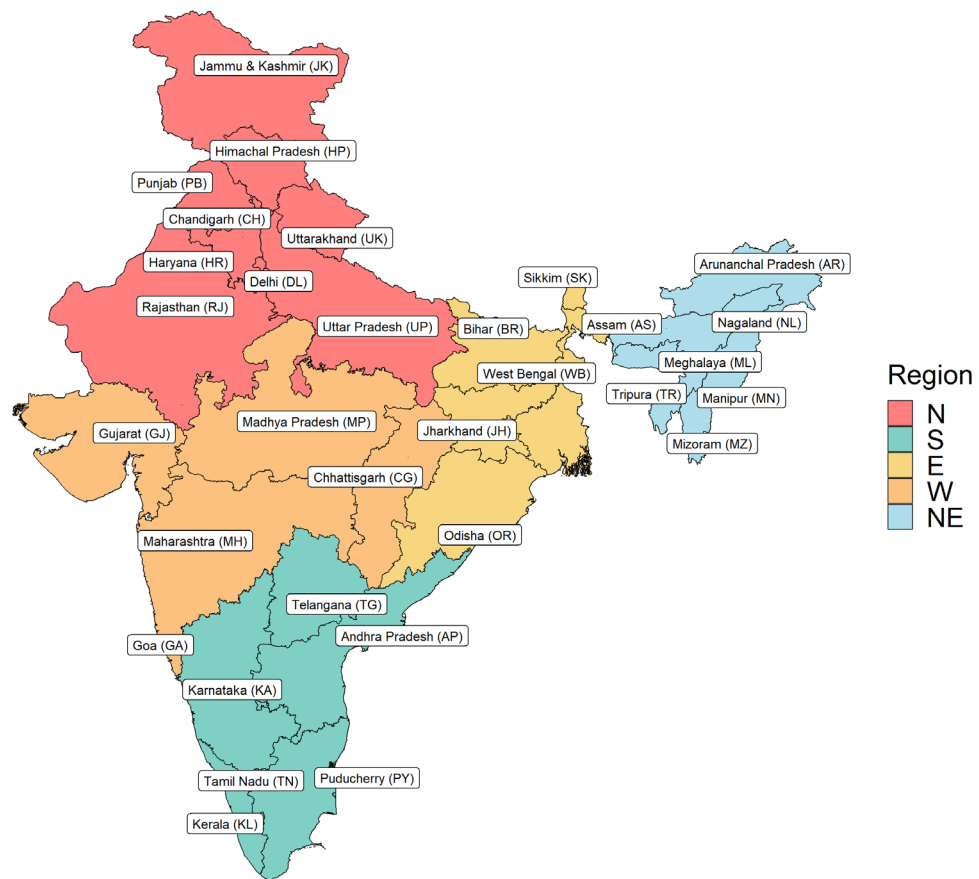 Jammu & Kashmir (JK)
Himachal Pradesh (HP)
Punjab (PB)
Chandigarh (CH)
Uttarakhand (UK)
Haryana (HR)
Delhi (DL)
Rajasthan (RJ)
Uttar Pradesh (UP)
Arunanchal Pradesh (AR)
Sikkim (SK)
Bihar (BR)
Assam (AS)
Nagaland (NL)
Meghalaya (ML)
West Bengal (WB)
Tripura (TR)
Manipur (MN)
Mizoram (MZ)
Gujarat (GJ)
Madhya Pradesh (MP)
Jharkhand (JH)
Chhattisgarh (CG)
Maharashtra (MH)
Odisha (OR)
Telangana (TG)
Andhra Pradesh (AP)
Goa (GA)
Karnataka (KA)
Tamil Nadu (TN)
Puducherry (PY)
Kerala (KL)
Region
N
S
E
W
NE